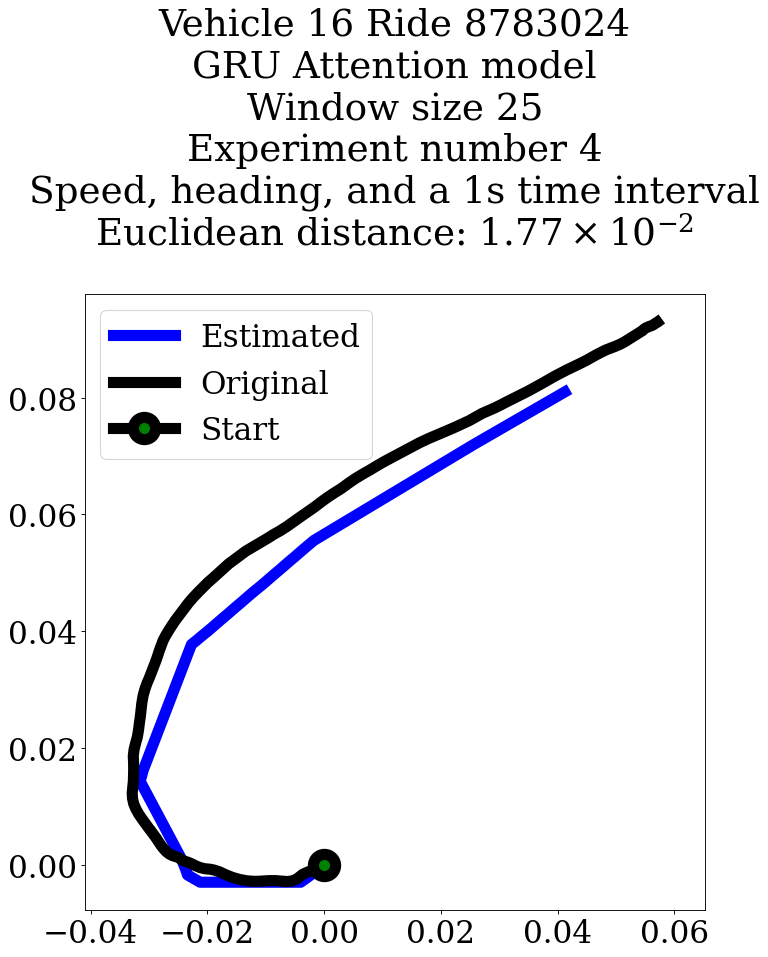 Vehicle 16 Ride 8783024
GRU Attention model
Window size 25
Experiment number 4
Speed, heading, and a 1s time interval
Euclidean distance: 1.77 × 10⁻²
Estimated
Original
Start
0.08
0.06
0.04
0.02
0.00
−0.04 −0.02 0.00 0.02 0.04 0.06